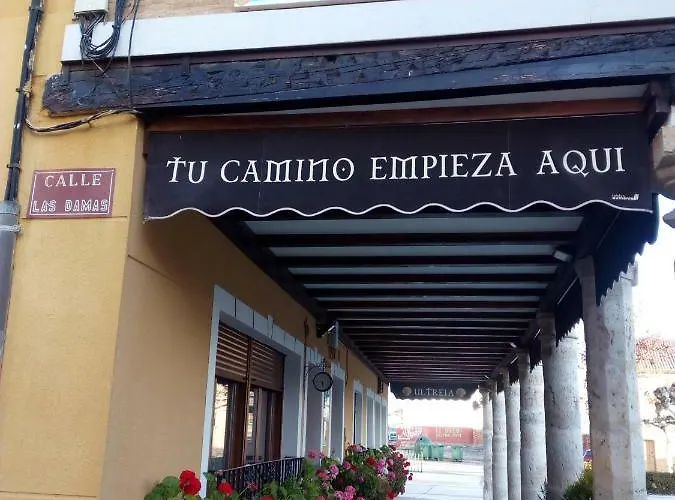 CALLE
LAS DAMAS
TU CAMINO EMPIEZA AQUI
ULTREIA